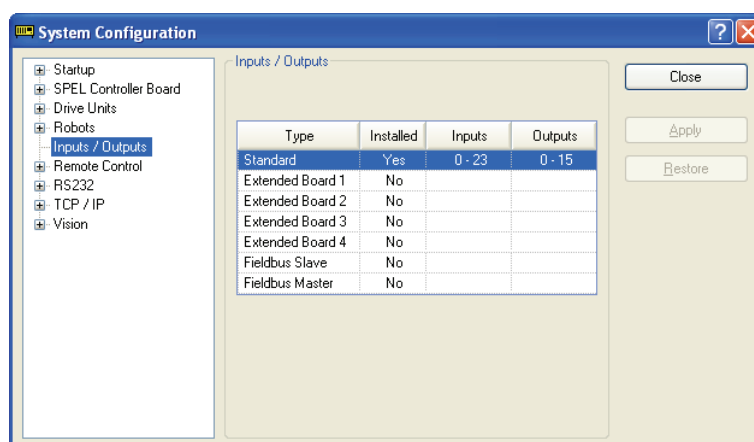 System Configuration
Startup
SPEL Controller Board
Drive Units
Robots
Inputs / Outputs
Remote Control
RS232
TCP / IP
Vision
Inputs / Outputs
Type Installed Inputs Outputs
Standard Yes 0 - 23 0 - 15
Extended Board 1 No
Extended Board 2 No
Extended Board 3 No
Extended Board 4 No
Fieldbus Slave No
Fieldbus Master No
Close
Apply
Restore